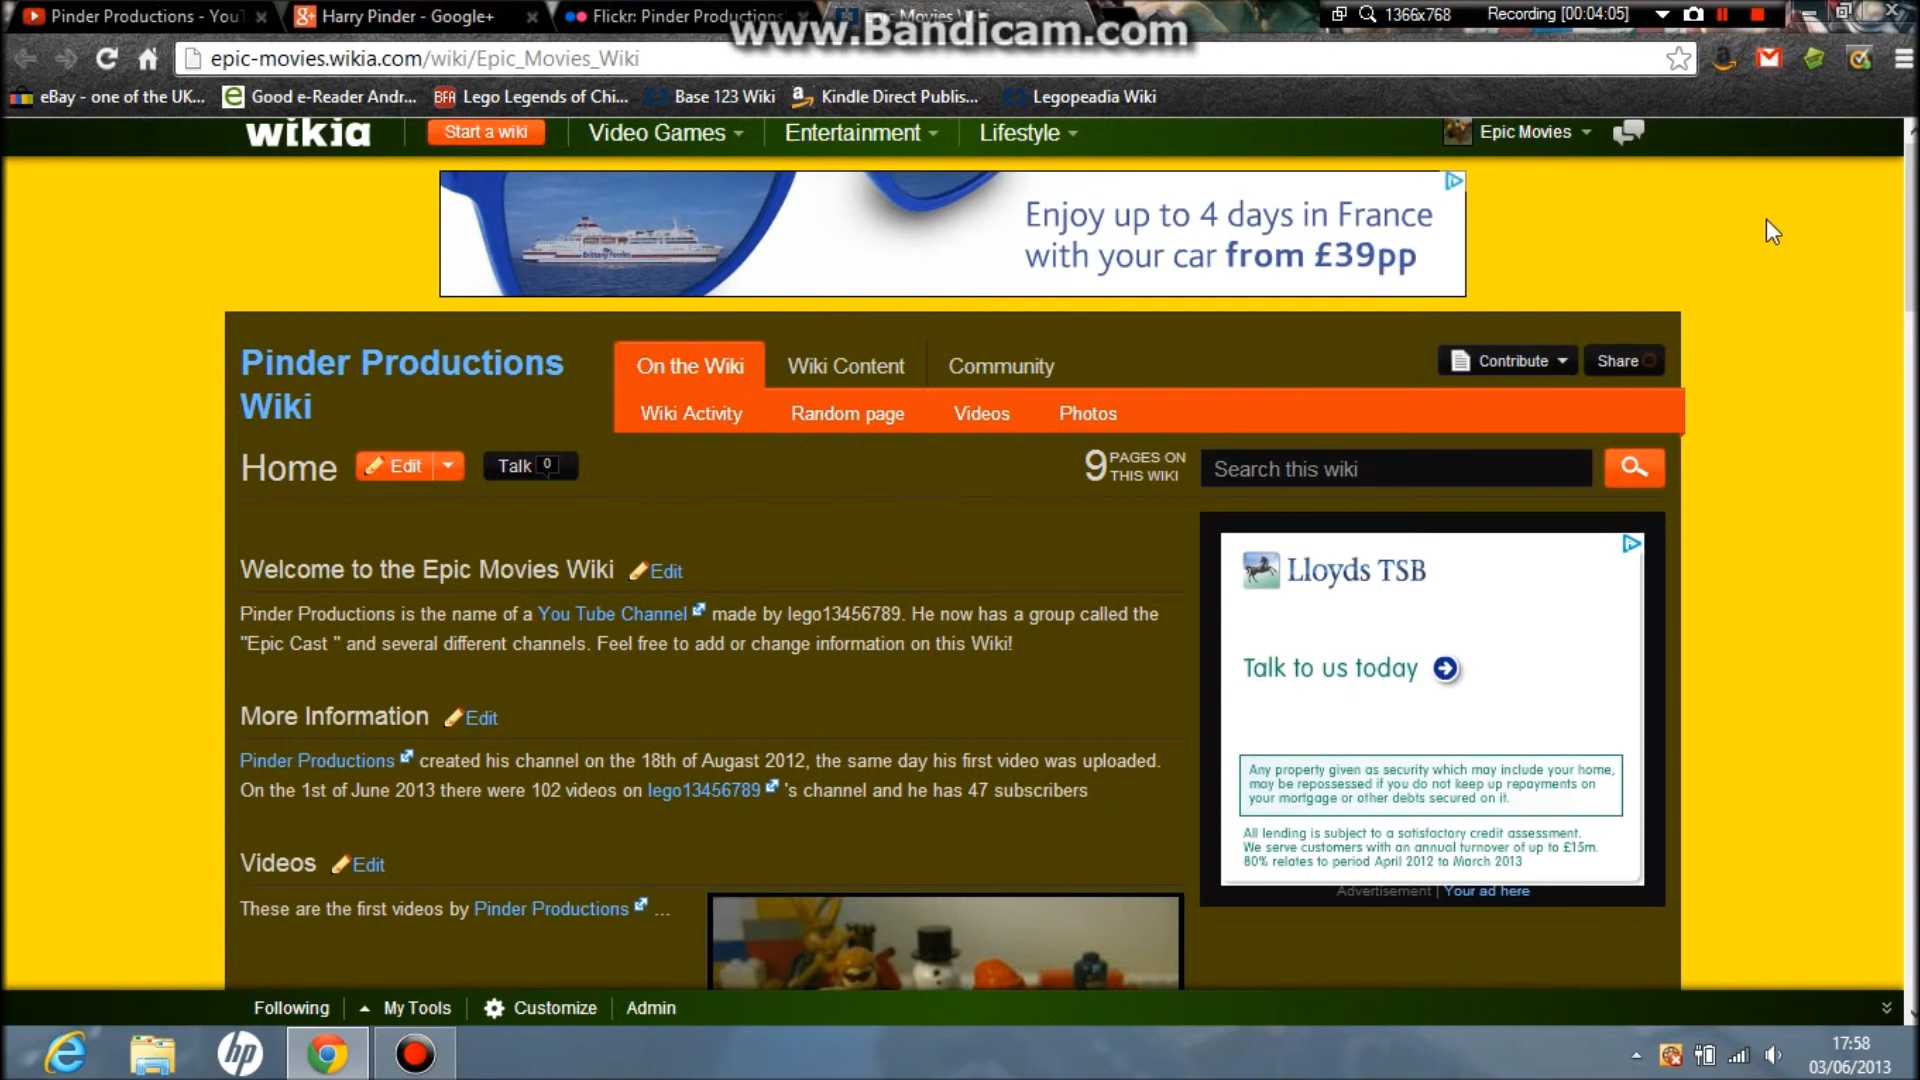 Pinder Productions - You
Harry Pinder - Google+
Flickr: Pinder Productions'
Epic Movies Wi
1366x768
Recording [00:04:05]
www.Bandicam.com
epic-movies.wikia.com/wiki/Epic_Movies_Wiki
eBay - one of the UK...
Good e-Reader Andr...
BFA Lego Legends of Chi...
Base 123 Wiki
Kindle Direct Publis...
Legopeadia Wiki
wikia
Start a wiki
Video Games
Entertainment
Lifestyle
Epic Movies
Brittany Ferries
Enjoy up to 4 days in France
with your car from £39pp
Pinder Productions
Wiki
On the Wiki
Wiki Content
Community
Contribute
Share
Wiki Activity
Random page
Videos
Photos
Home
Edit
Talk 0
9 PAGES ON
THIS WIKI
Search this wiki
Welcome to the Epic Movies Wiki Edit
Pinder Productions is the name of a You Tube Channel made by lego13456789. He now has a group called the
"Epic Cast " and several different channels. Feel free to add or change information on this Wiki!
More Information Edit
Pinder Productions created his channel on the 18th of Augast 2012, the same day his first video was uploaded.
On the 1st of June 2013 there were 102 videos on lego13456789 's channel and he has 47 subscribers
Videos Edit
These are the first videos by Pinder Productions ...
Lloyds TSB
Talk to us today
Any property given as security which may include your home,
may be repossessed if you do not keep up repayments on
your mortgage or other debts secured on it.
All lending is subject to a satisfactory credit assessment.
We serve customers with an annual turnover of up to £15m.
80% relates to period April 2012 to March 2013
Advertisement | Your ad here
Following
My Tools
Customize
Admin
hp
17:58
03/06/2013